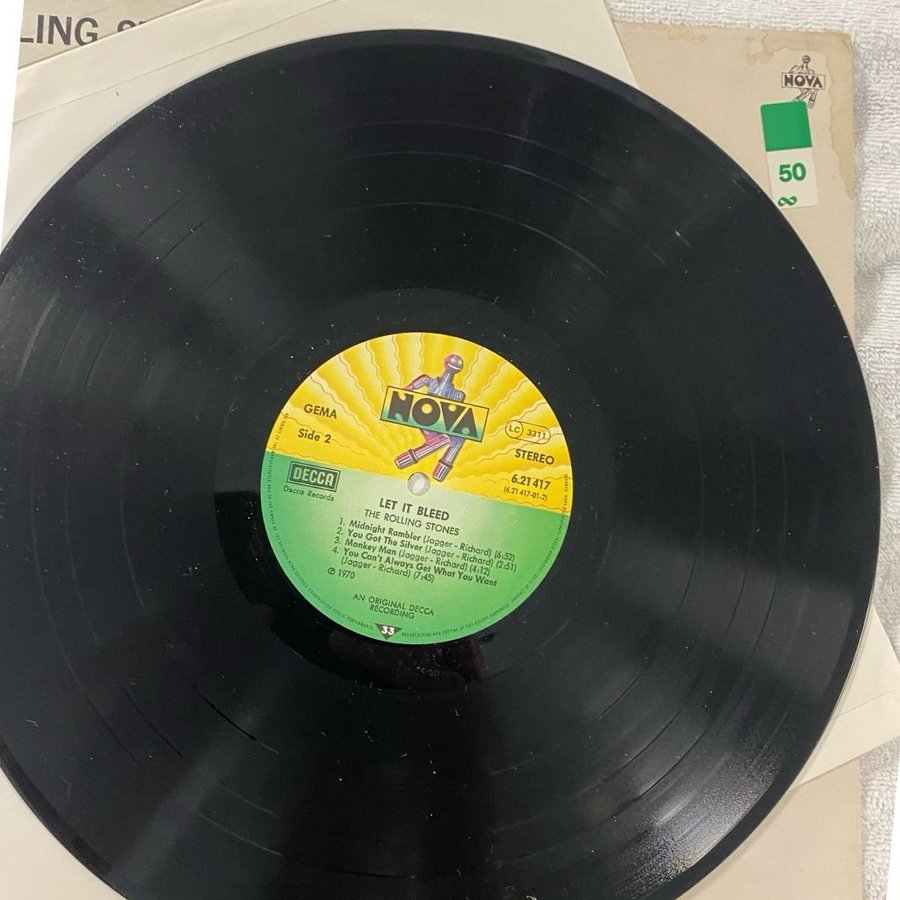 LING
NOVA
50
∞
NOVA
GEMA
Side 2
LC 3311
STEREO
6.21 417
(6.21 417-01-2)
DECCA
Decca Records
LET IT BLEED
THE ROLLING STONES
1. Midnight Rambler (Jagger - Richard) (6:52)
2. You Got The Silver (Jagger - Richard) (2:51)
3. Monkey Man (Jagger - Richard) (4:12)
4. You Can't Always Get What You Want
(Jagger - Richard) (7:45)
℗ 1970
AN ORIGINAL DECCA
RECORDING
33